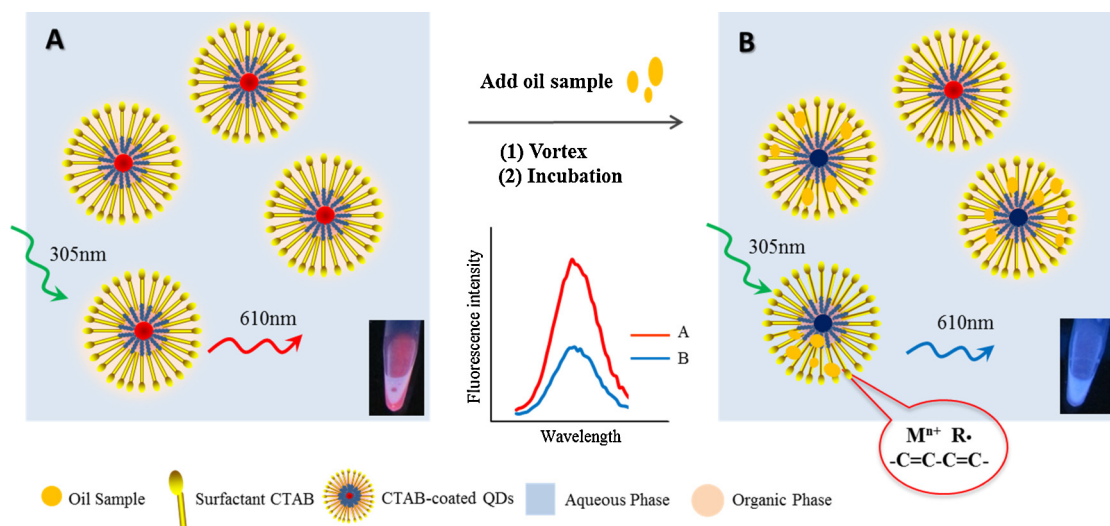 A
305nm
610nm
Add oil sample
(1) Vortex
(2) Incubation
Fluorescence intensity
A
B
Wavelength
B
305nm
610nm
Mⁿ⁺ R•
-C=C-C=C-
Oil Sample
Surfactant CTAB
CTAB-coated QDs
Aqueous Phase
Organic Phase